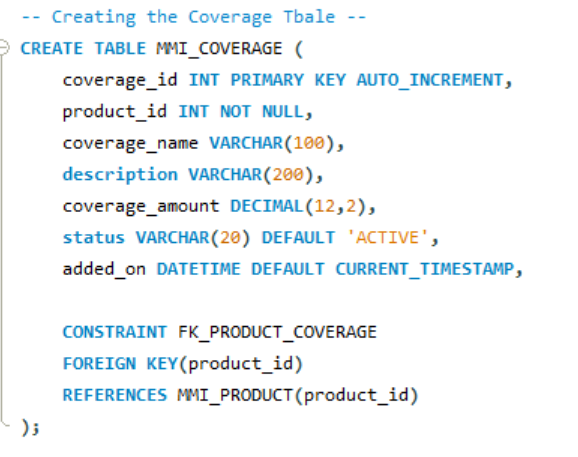 -- Creating the Coverage Tbale --
CREATE TABLE MMI_COVERAGE (
coverage_id INT PRIMARY KEY AUTO_INCREMENT,
product_id INT NOT NULL,
coverage_name VARCHAR(100),
description VARCHAR(200),
coverage_amount DECIMAL(12,2),
status VARCHAR(20) DEFAULT 'ACTIVE',
added_on DATETIME DEFAULT CURRENT_TIMESTAMP,
CONSTRAINT FK_PRODUCT_COVERAGE
FOREIGN KEY(product_id)
REFERENCES MMI_PRODUCT(product_id)
);